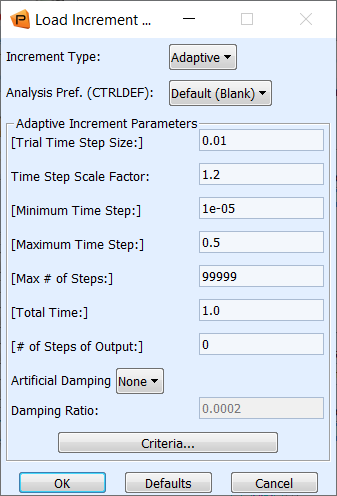 Load Increment ...
Increment Type: Adaptive
Analysis Pref. (CTRLDEF): Default (Blank)
Adaptive Increment Parameters
[Trial Time Step Size:] 0.01
Time Step Scale Factor: 1.2
[Minimum Time Step:] 1e-05
[Maximum Time Step:] 0.5
[Max # of Steps:] 99999
[Total Time:] 1.0
[# of Steps of Output:] 0
Artificial Damping None
Damping Ratio: 0.0002
Criteria...
OK Defaults Cancel